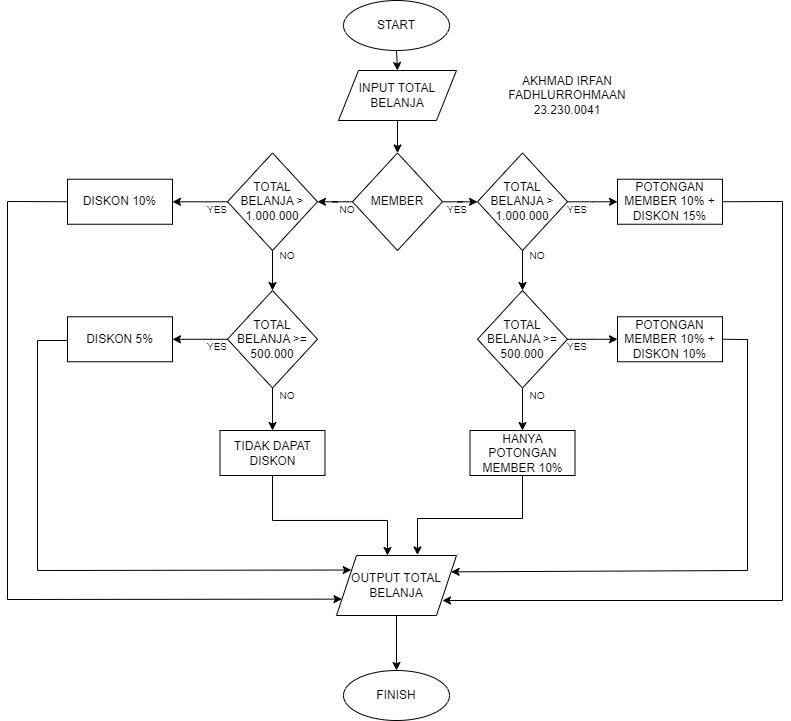 START
INPUT TOTAL
BELANJA
AKHMAD IRFAN
FADHLURROHMAAN
23.230.0041
DISKON 10%
YES
TOTAL
BELANJA >
1.000.000
NO
MEMBER
YES
TOTAL
BELANJA >
1.000.000
YES
POTONGAN
MEMBER 10% +
DISKON 15%
NO
NO
DISKON 5%
YES
TOTAL
BELANJA >=
500.000
TOTAL
BELANJA >=
500.000
YES
POTONGAN
MEMBER 10% +
DISKON 10%
NO
NO
TIDAK DAPAT
DISKON
HANYA
POTONGAN
MEMBER 10%
OUTPUT TOTAL
BELANJA
FINISH